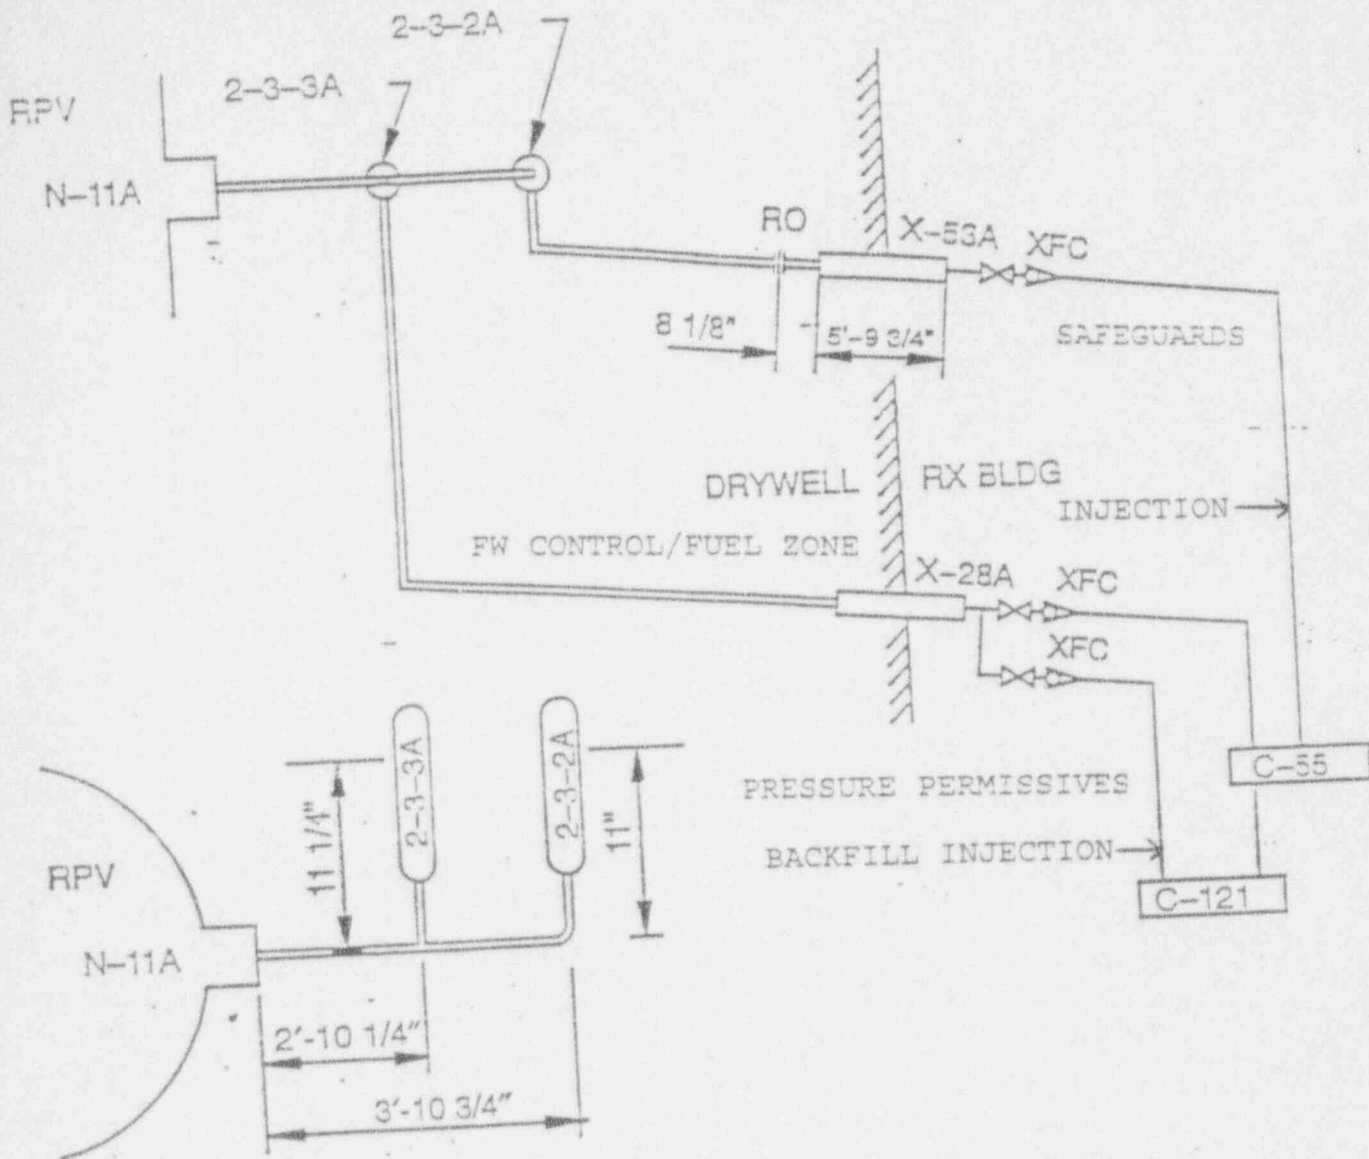 2-3-2A
2-3-3A
RPV
N-11A
RO
X-53A
XFC
8 1/8"
5'-9 3/4"
SAFEGUARDS
DRYWELL
RX BLDG
INJECTION
FW CONTROL/FUEL ZONE
X-28A
XFC
XFC
2-3-3A
2-3-2A
C-55
11 1/4"
11"
PRESSURE PERMISSIVES
BACKFILL INJECTION
RPV
C-121
N-11A
2'-10 1/4"
3'-10 3/4"